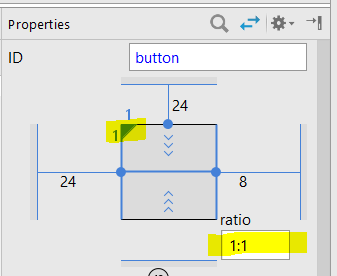 Properties
ID
button
1
24
1
24
8
ratio
1:1